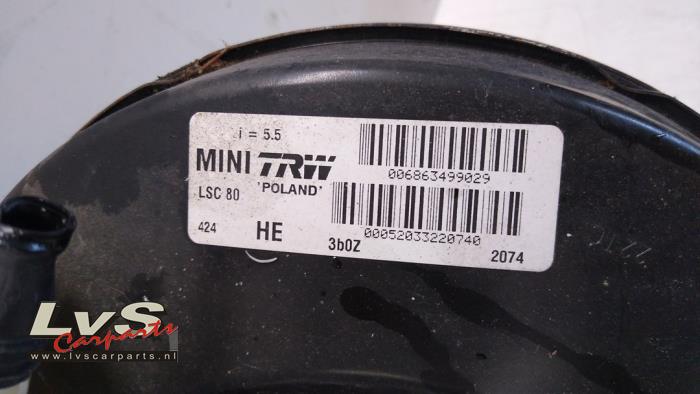 i = 5.5
MINI TRW
006863499029
LSC 80 'POLAND'
424 HE 3b0Z 00052033220740 2074
LvS
Carparts
www.lvscarparts.nl